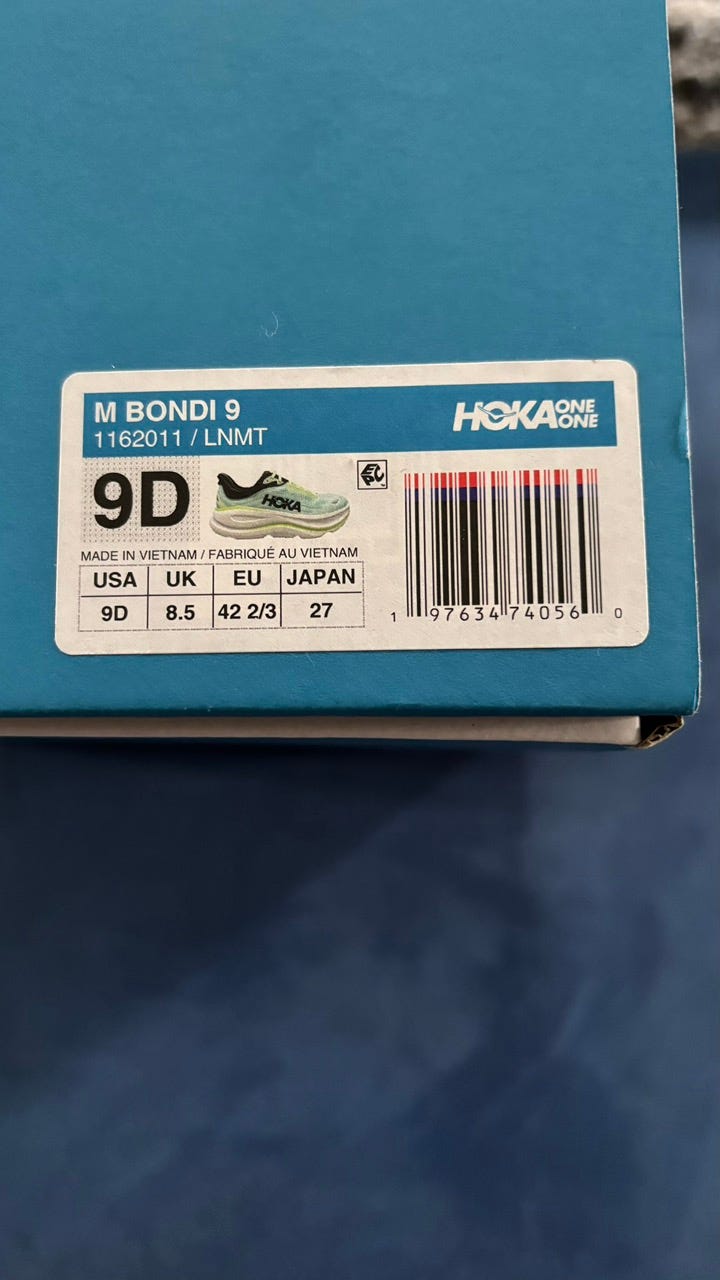 M BONDI 9
1162011 / LNMT
HOKA ONE ONE
9D
HOKA
MADE IN VIETNAM / FABRIQUÉ AU VIETNAM
USA UK EU JAPAN
9D 8.5 42 2/3 27
1 97634 74056 0